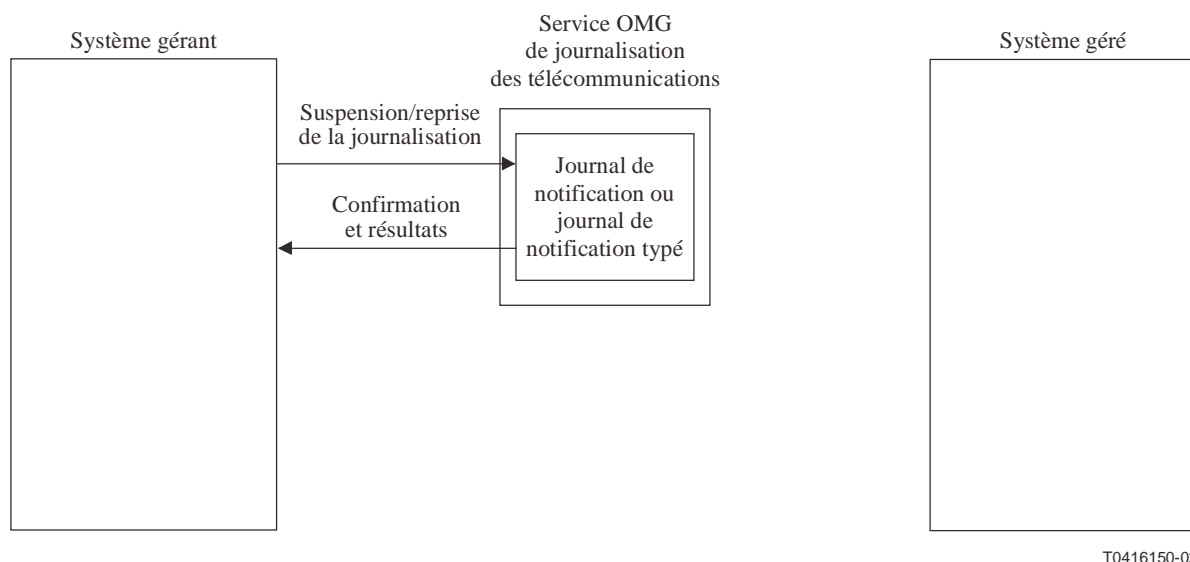 Système gérant
Service OMG
de journalisation
des télécommunications
Système géré
Suspension/reprise
de la journalisation
Journal de
notification ou
journal de
notification typé
Confirmation
et résultats